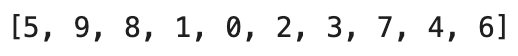 [5, 9, 8, 1, 0, 2, 3, 7, 4, 6]